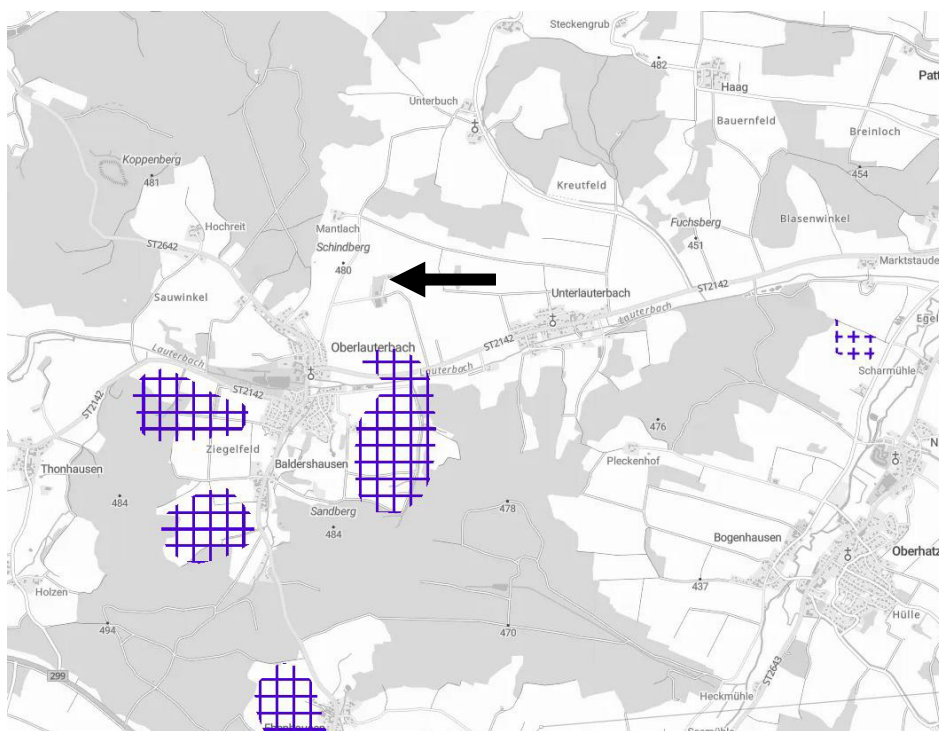 Steckengrub
482
Haag
Patt
Unterbuch
Bauernfeld
Breinloch
Koppenberg
481
454
Kreutfeld
Hochreit
Mantlach
Fuchsberg
451
Blasenwinkel
ST2642
Schindberg
480
Marktstaude
Sauwinkel
Unterlauterbach
ST2142
Lauterbach
Egel
Oberlauterbach
ST2142
Lauterbach
Lauterbach
Scharmühle
ST2142
ST2142
476
Ziegelfeld
Thonhausen
Baldershausen
Pleckenhof
N
484
Sandberg
478
484
Bogenhausen
Oberhatz
Holzen
437
Hülle
494
470
299
ST2643
Heckmühle
Ebenhausen